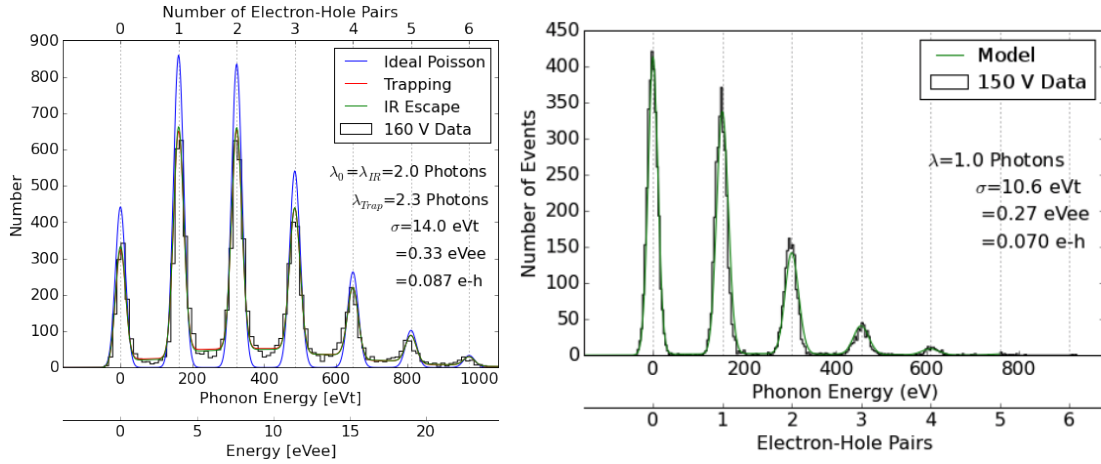 Number of Electron-Hole Pairs
0 1 2 3 4 5 6
900
800
700
600
500
400
300
200
100
0
Number
Ideal Poisson
Trapping
IR Escape
160 V Data
λ₀=λ_IR=2.0 Photons
λ_Trap=2.3 Photons
σ=14.0 eVt
=0.33 eVee
=0.087 e-h
0 200 400 600 800 1000
Phonon Energy [eVt]
0 5 10 15 20
Energy [eVee]
450
400
350
300
250
200
150
100
50
0
Number of Events
Model
150 V Data
λ=1.0 Photons
σ=10.6 eVt
=0.27 eVee
=0.070 e-h
0 200 400 600 800
Phonon Energy (eV)
0 1 2 3 4 5 6
Electron-Hole Pairs